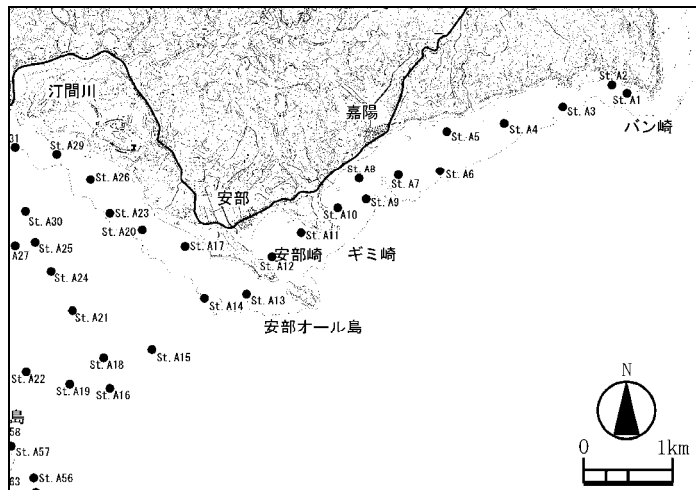 St. A2
St. A1
汀間川
嘉陽
St. A3
バン崎
St. A4
St. A5
31
St. A29
St. A8
St. A7
St. A6
St. A26
安部
St. A9
St. A30
St. A23
St. A10
St. A20
St. A11
St. A25
St. A17
A27
安部崎
ギミ崎
St. A12
St. A24
St. A14
St. A13
St. A21
安部オール島
St. A15
St. A18
St. A22
St. A19
St. A16
N
島
58
0 1km
St. A57
St. A56
63